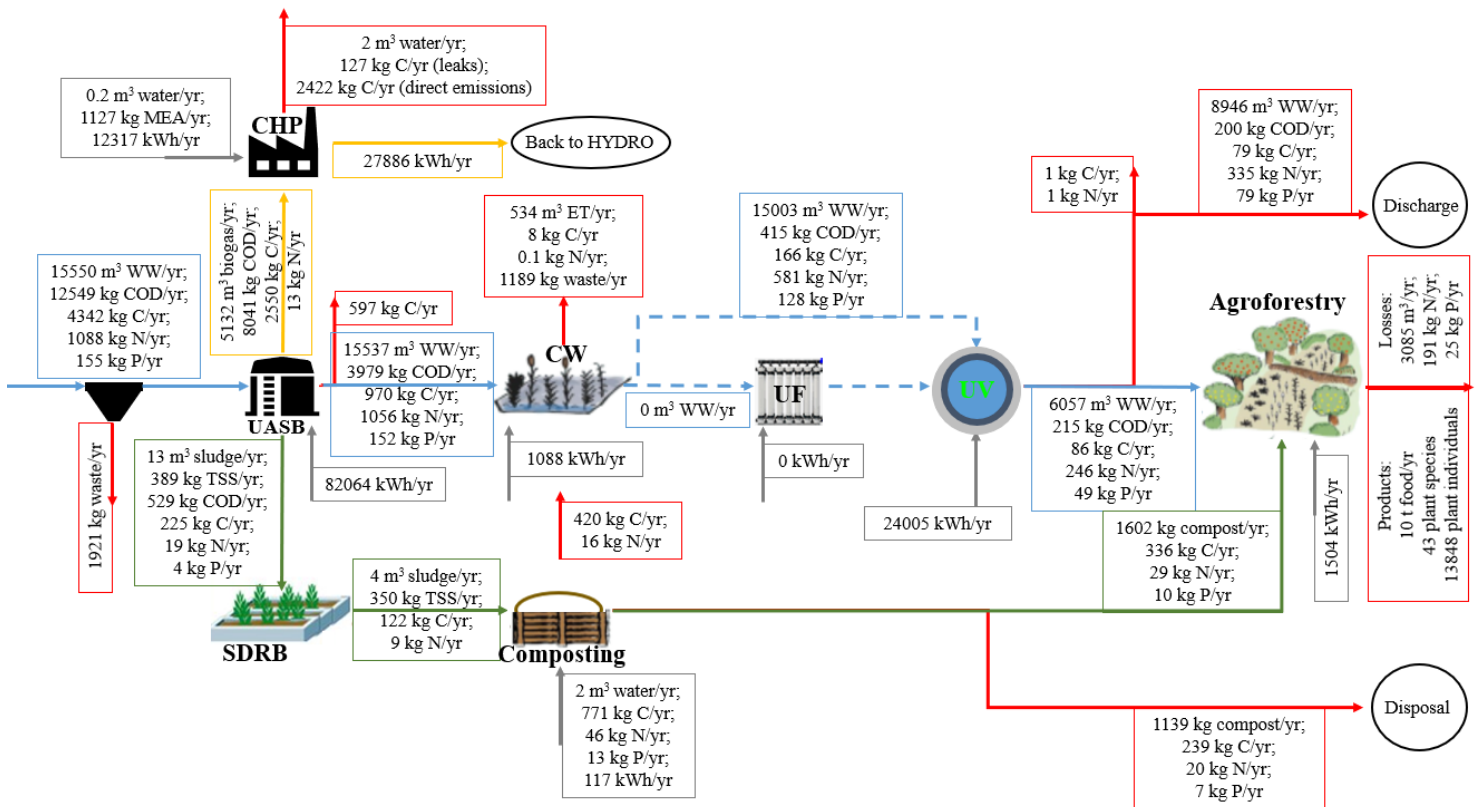 2 m³ water/yr;
127 kg C/yr (leaks);
2422 kg C/yr (direct emissions)
0.2 m³ water/yr;
1127 kg MEA/yr;
12317 kWh/yr
CHP
27886 kWh/yr
Back to HYDRO
8946 m³ WW/yr;
200 kg COD/yr;
79 kg C/yr;
335 kg N/yr;
79 kg P/yr
1 kg C/yr;
1 kg N/yr
Discharge
5132 m³ biogas/yr;
8041 kg COD/yr;
2550 kg C/yr;
13 kg N/yr
534 m³ ET/yr;
8 kg C/yr
0.1 kg N/yr;
1189 kg waste/yr
15003 m³ WW/yr;
415 kg COD/yr;
166 kg C/yr;
581 kg N/yr;
128 kg P/yr
15550 m³ WW/yr;
12549 kg COD/yr;
4342 kg C/yr;
1088 kg N/yr;
155 kg P/yr
597 kg C/yr
15537 m³ WW/yr;
3979 kg COD/yr;
970 kg C/yr;
1056 kg N/yr;
152 kg P/yr
UASB
CW
0 m³ WW/yr
UF
UV
Agroforestry
Losses:
3085 m³/yr;
191 kg N/yr;
25 kg P/yr
6057 m³ WW/yr;
215 kg COD/yr;
86 kg C/yr;
246 kg N/yr;
49 kg P/yr
Products:
10 t food/yr
43 plant species
13848 plant individuals
1921 kg waste/yr
13 m³ sludge/yr;
389 kg TSS/yr;
529 kg COD/yr;
225 kg C/yr;
19 kg N/yr;
4 kg P/yr
82064 kWh/yr
1088 kWh/yr
0 kWh/yr
24005 kWh/yr
1504 kWh/yr
420 kg C/yr;
16 kg N/yr
1602 kg compost/yr;
336 kg C/yr;
29 kg N/yr;
10 kg P/yr
SDRB
4 m³ sludge/yr;
350 kg TSS/yr;
122 kg C/yr;
9 kg N/yr
Composting
2 m³ water/yr;
771 kg C/yr;
46 kg N/yr;
13 kg P/yr;
117 kWh/yr
1139 kg compost/yr;
239 kg C/yr;
20 kg N/yr;
7 kg P/yr
Disposal